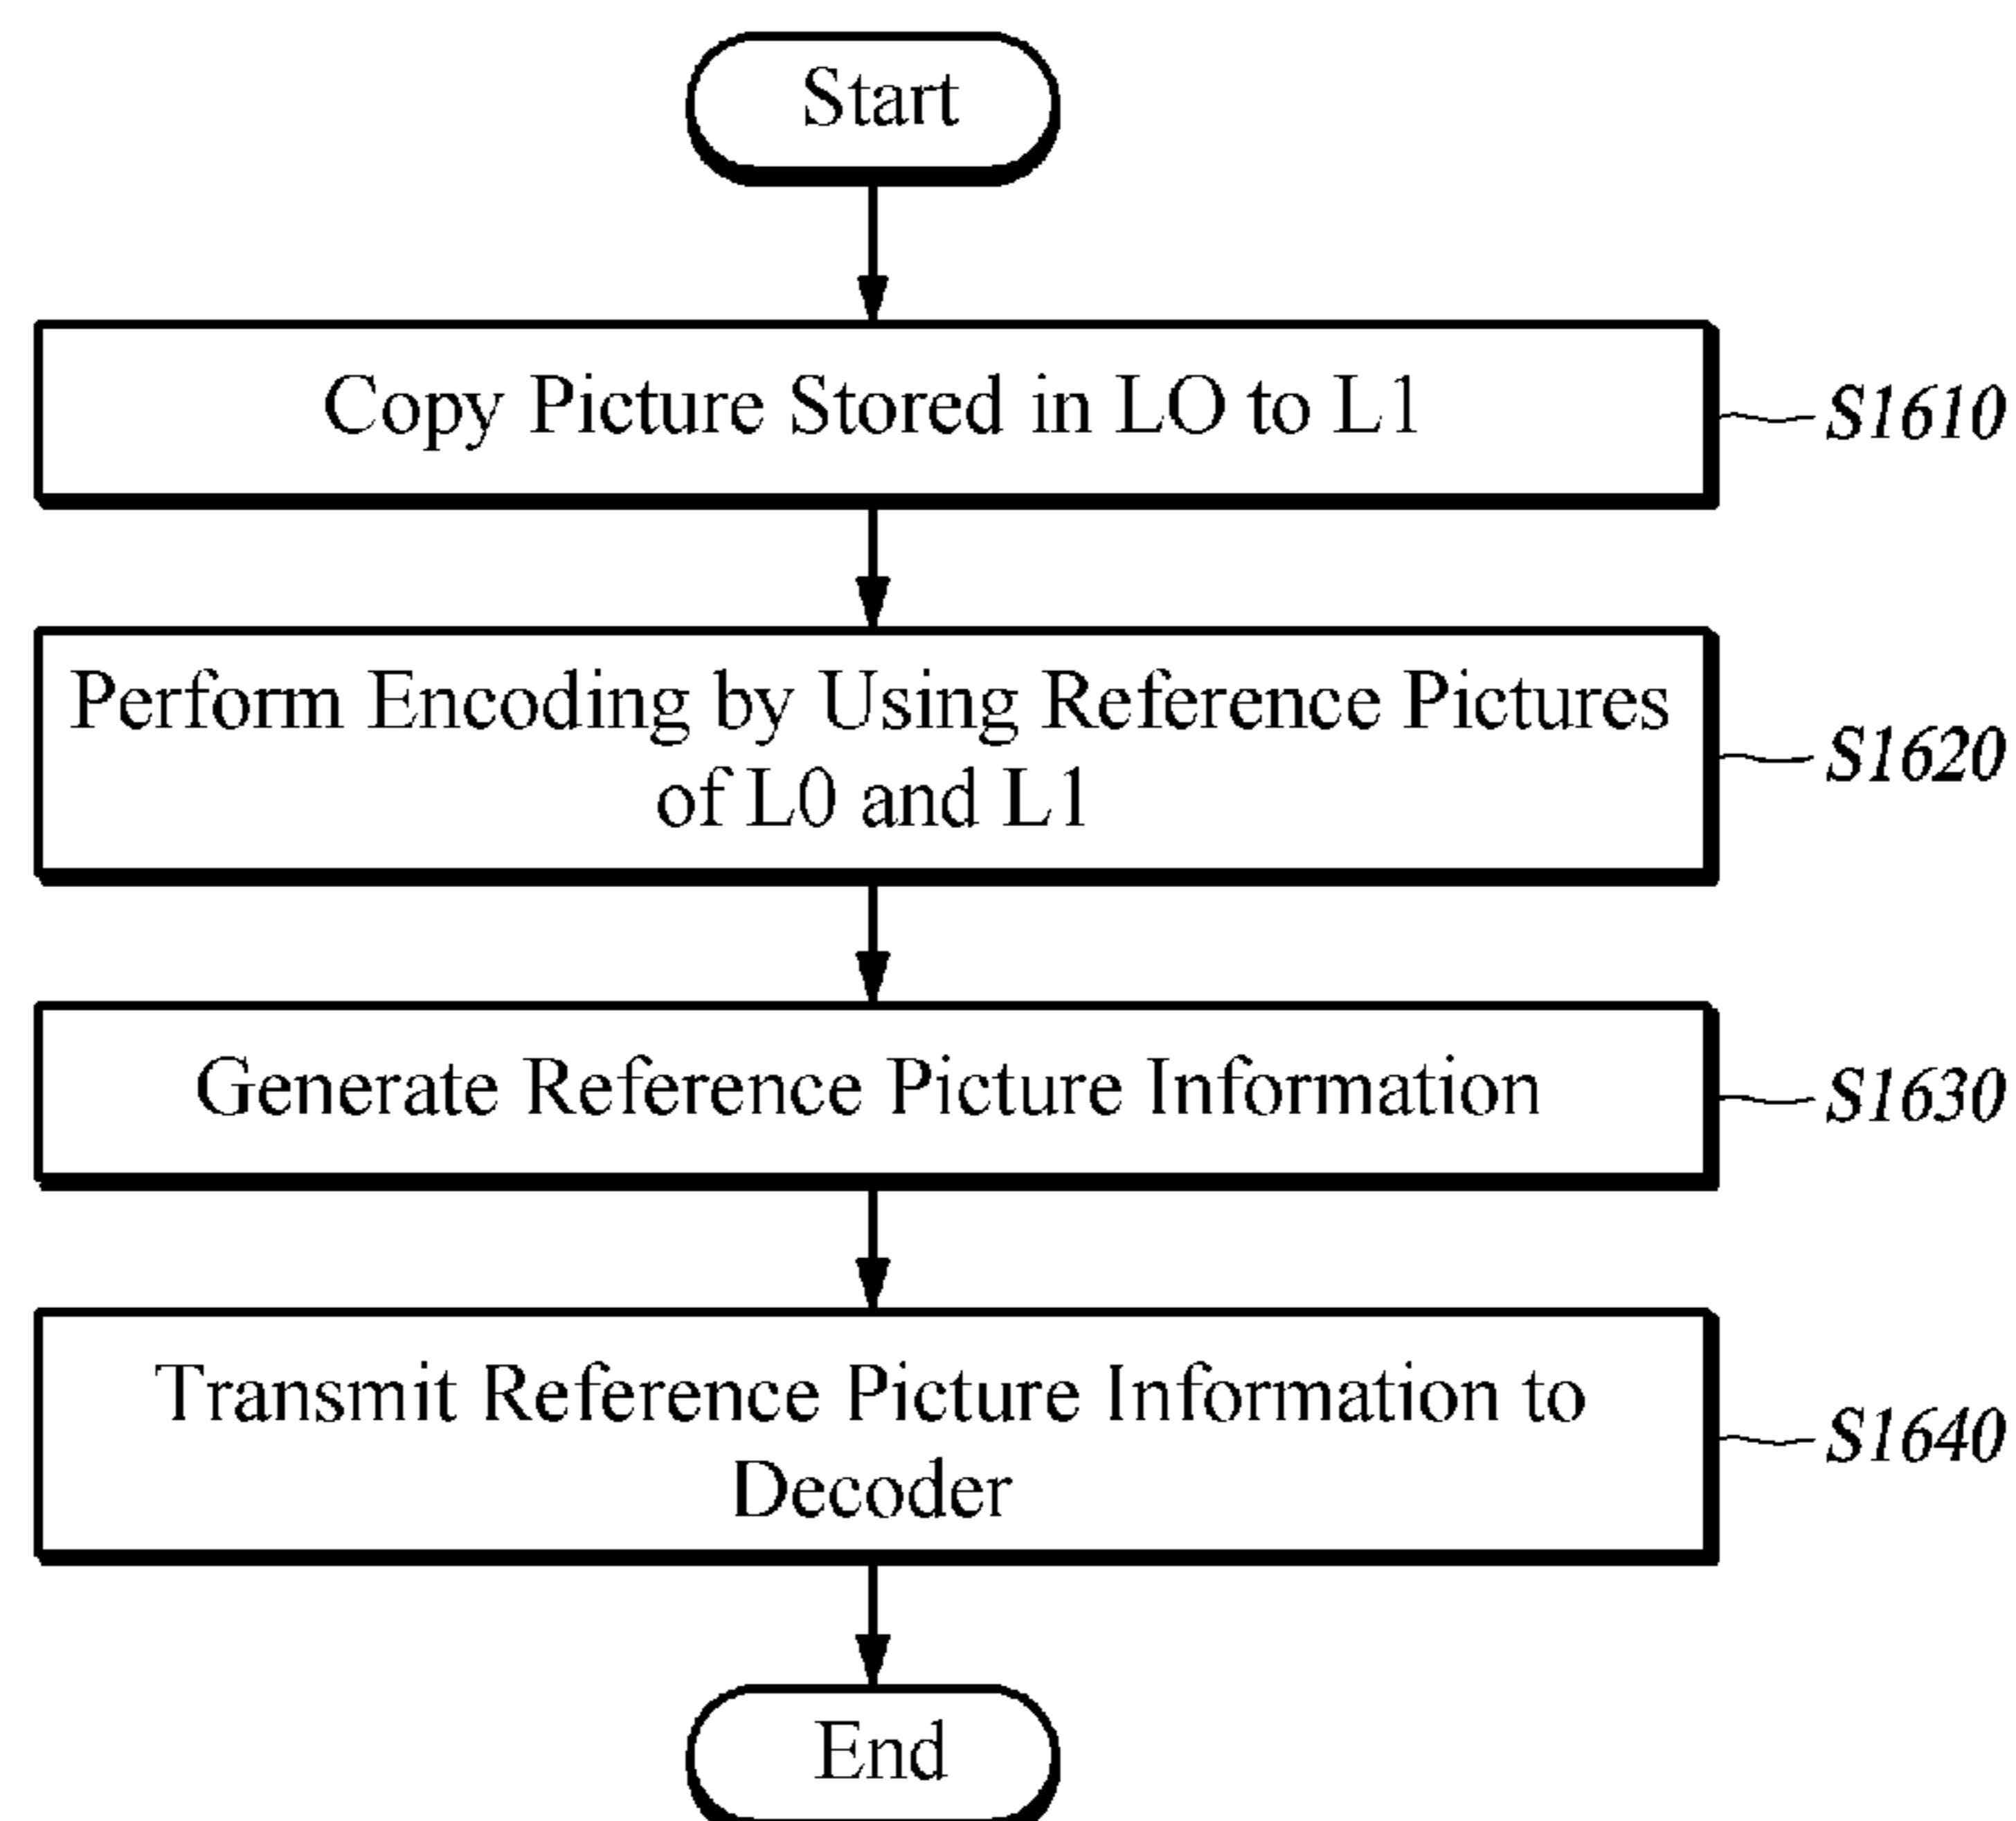 Start
Copy Picture Stored in LO to L1
S1610
Perform Encoding by Using Reference Pictures
of L0 and L1
S1620
Generate Reference Picture Information
S1630
Transmit Reference Picture Information to
Decoder
S1640
End